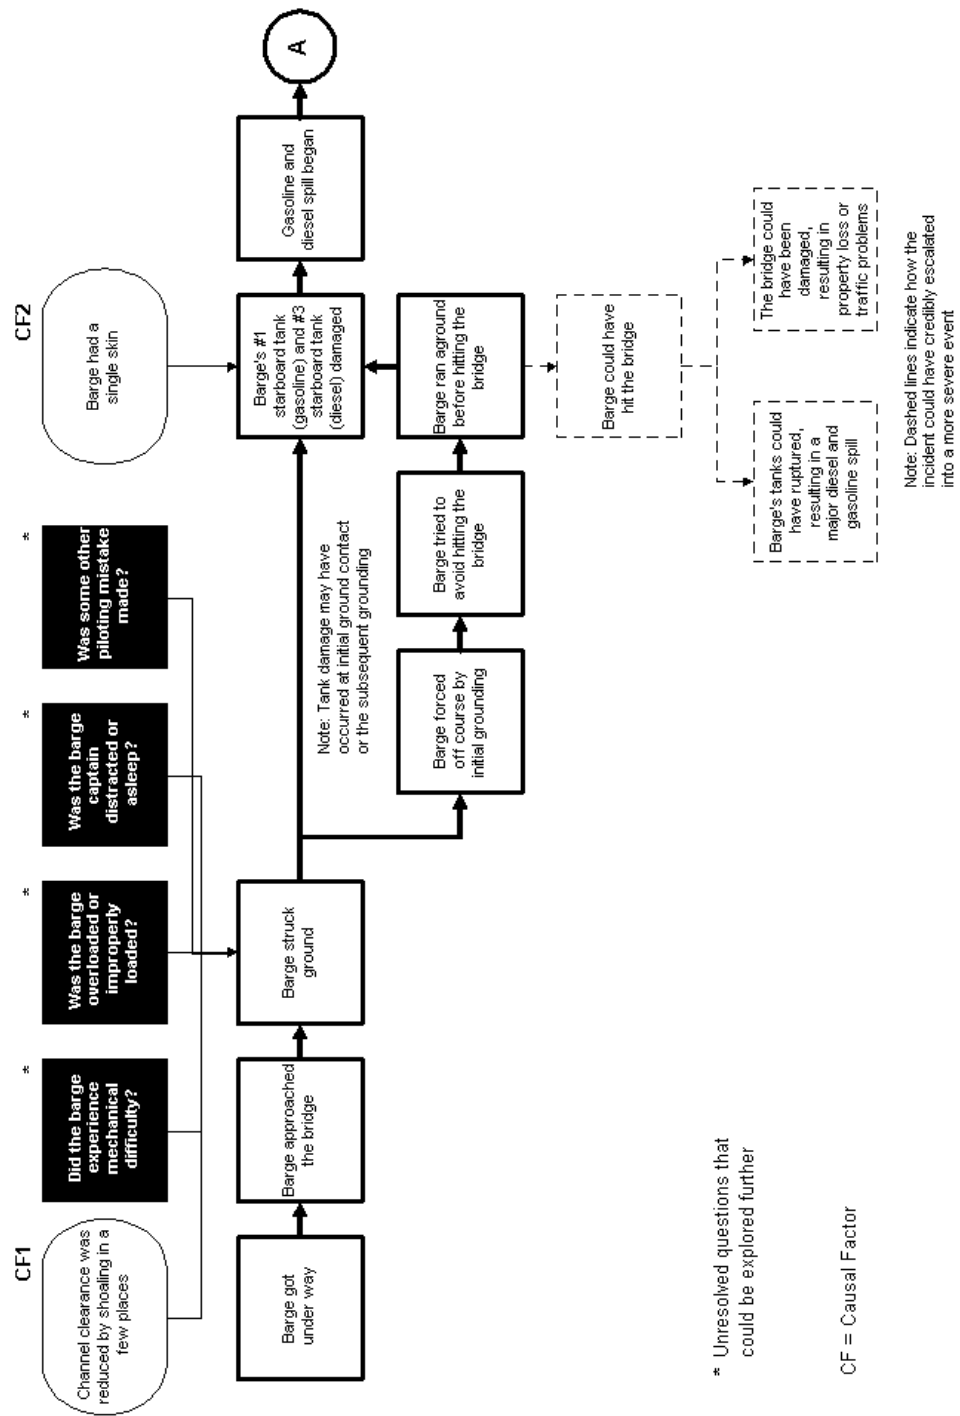 CF1
Channel clearance was
reduced by shoaling in a
few places
*
Did the barge
experience
mechanical
difficulty?
*
Was the barge
overloaded or
improperly
loaded?
*
Was the barge
captain
distracted or
asleep?
*
Was some other
piloting mistake
made?
CF2
Barge had a
single skin
Barge got
under way
Barge approached
the bridge
Barge struck
ground
Note: Tank damage may have
occurred at initial ground contact
or the subsequent grounding
Barge's #1
starboard tank
(gasoline) and #3
starboard tank
(diesel) damaged
Gasoline and
diesel spill began
A
Barge forced
off course by
initial grounding
Barge tried to
avoid hitting the
bridge
Barge ran aground
before hitting the
bridge
Barge could have
hit the bridge
Barge's tanks could
have ruptured,
resulting in a
major diesel and
gasoline spill
The bridge could
have been
damaged,
resulting in
property loss or
traffic problems
* Unresolved questions that
could be explored further
CF = Causal Factor
Note: Dashed lines indicate how the
incident could have credibly escalated
into a more severe event